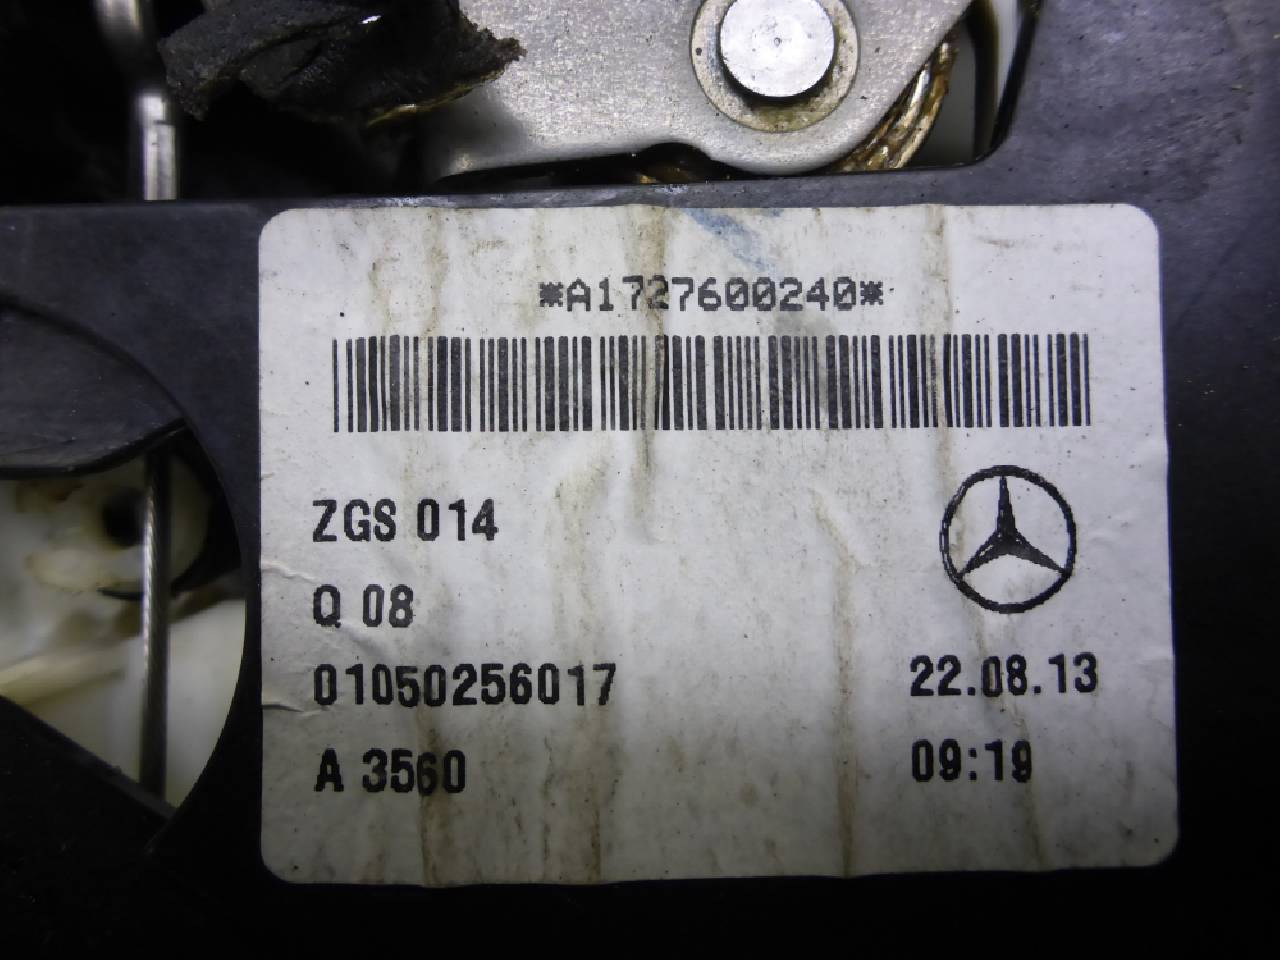 *A1727600240*
ZGS 014
Q 08
01050256017
22.08.13
A 3560
09:19